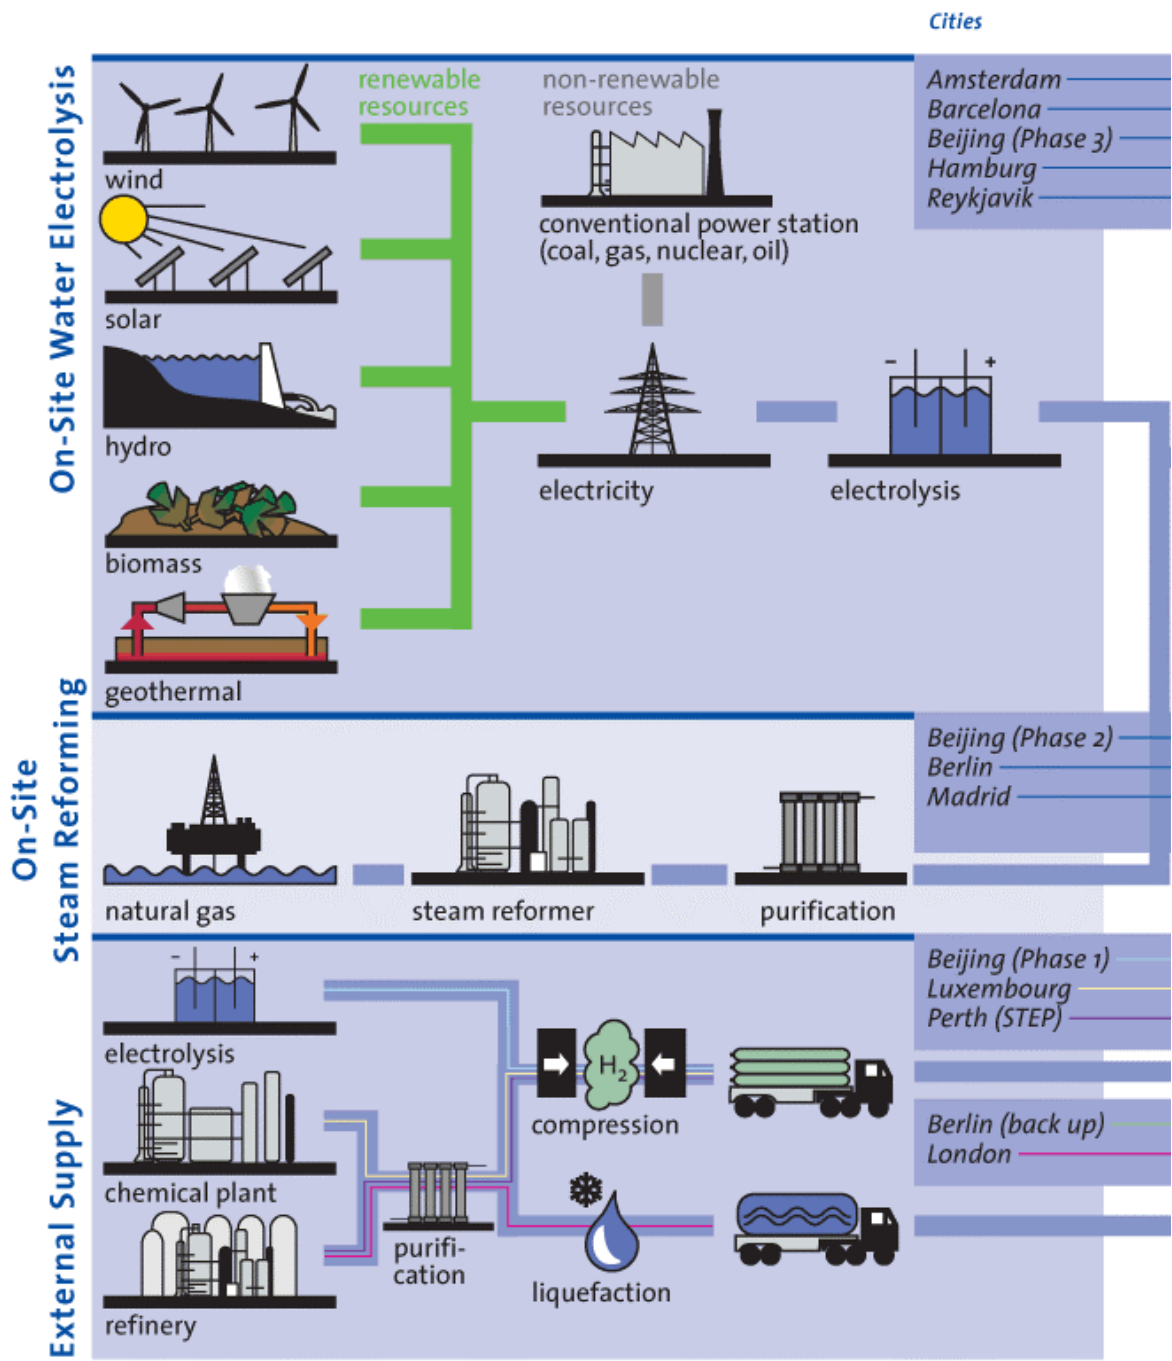 Cities
On-Site Water Electrolysis
renewable
resources
non-renewable
resources
wind
solar
hydro
biomass
geothermal
conventional power station
(coal, gas, nuclear, oil)
electricity
– +
electrolysis
Amsterdam
Barcelona
Beijing (Phase 3)
Hamburg
Reykjavik
On-Site
Steam Reforming
natural gas
steam reformer
purification
Beijing (Phase 2)
Berlin
Madrid
External Supply
– +
electrolysis
chemical plant
refinery
purifi-
cation
H2
compression
liquefaction
Beijing (Phase 1)
Luxembourg
Perth (STEP)
Berlin (back up)
London